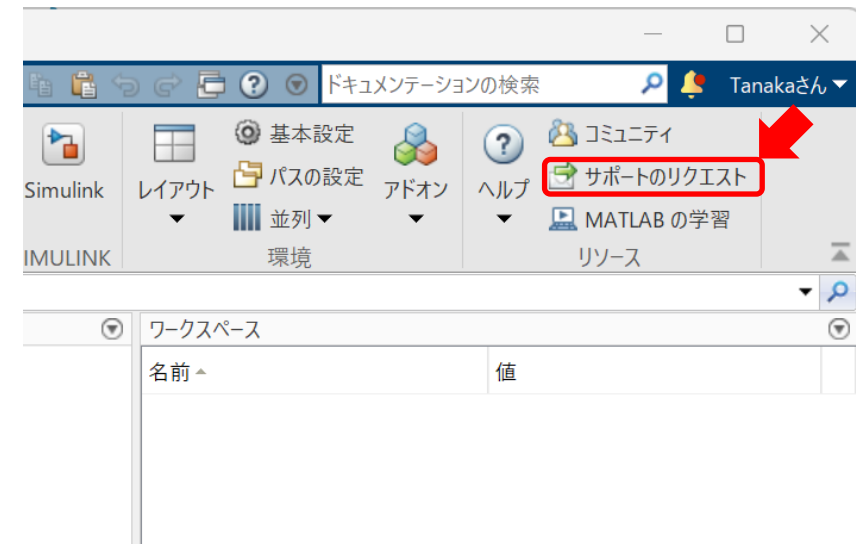 ドキュメンテーションの検索
Tanakaさん
Simulink
レイアウト
基本設定
パスの設定
並列
アドオン
ヘルプ
コミュニティ
サポートのリクエスト
MATLAB の学習
IMULINK
環境
リソース
ワークスペース
名前
値